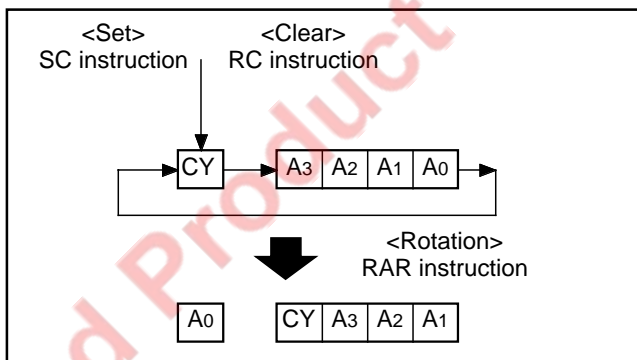 <Set> <Clear>
SC instruction RC instruction
CY A3 A2 A1 A0
<Rotation>
RAR instruction
A0 CY A3 A2 A1
d Product